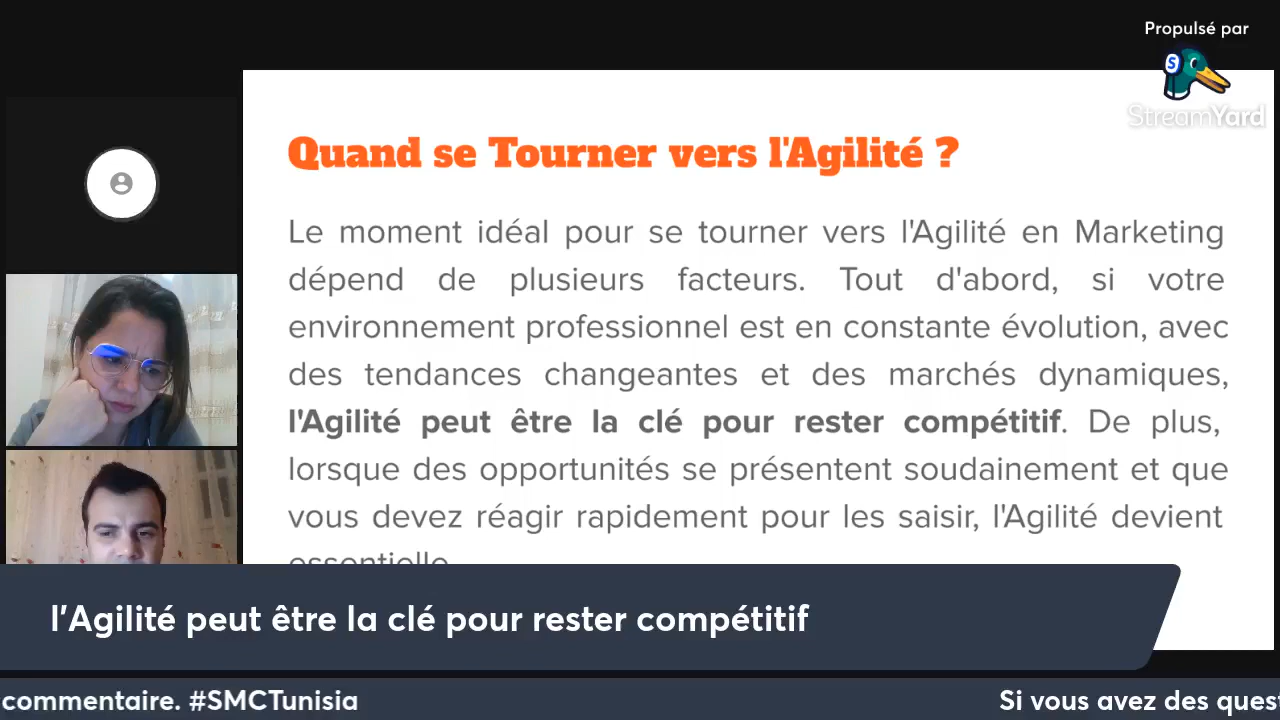 Propulsé par
S
StreamYard
Quand se Tourner vers l'Agilité ?
Le moment idéal pour se tourner vers l'Agilité en Marketing
dépend de plusieurs facteurs. Tout d'abord, si votre
environnement professionnel est en constante évolution, avec
des tendances changeantes et des marchés dynamiques,
l'Agilité peut être la clé pour rester compétitif. De plus,
lorsque des opportunités se présentent soudainement et que
vous devez réagir rapidement pour les saisir, l'Agilité devient
essentielle
l’Agilité peut être la clé pour rester compétitif
commentaire. #SMCTunisia
Si vous avez des ques